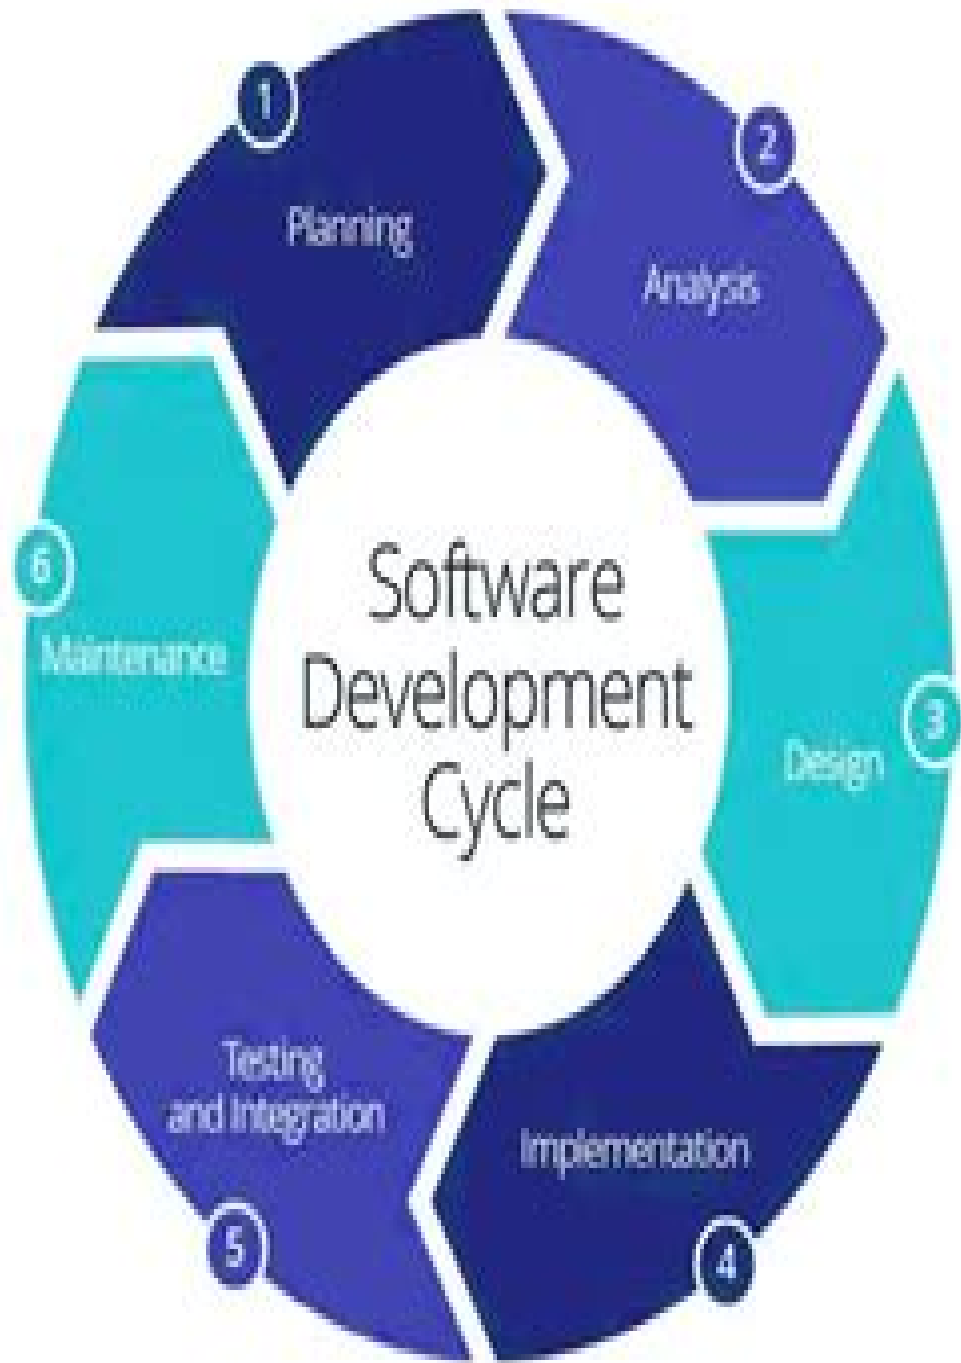 Software
Development
Cycle
1
Planning
2
Analysis
3
Design
4
Implementation
5
Testing
and Integration
6
Maintenance